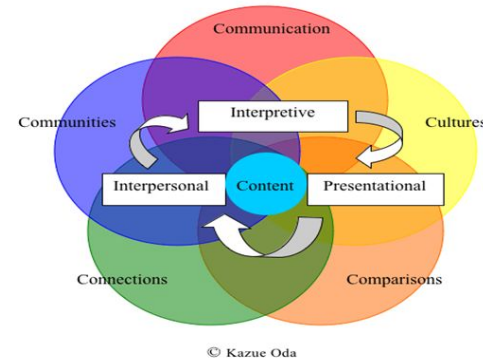 Communication
Interpretive
Communities
Cultures
Interpersonal
Content
Presentational
Connections
Comparisons
© Kazue Oda